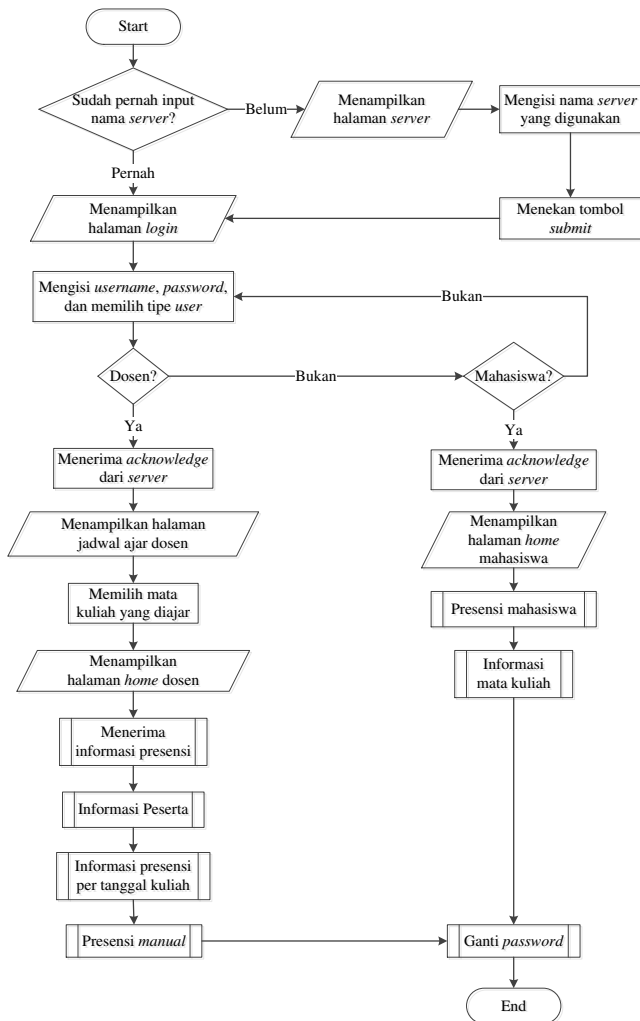 Start
Sudah pernah input
nama server?
Belum
Menampilkan
halaman server
Mengisi nama server
yang digunakan
Pernah
Menampilkan
halaman login
Menekan tombol
submit
Mengisi username, password,
dan memilih tipe user
Bukan
Dosen?
Bukan
Mahasiswa?
Ya
Ya
Menerima acknowledge
dari server
Menerima acknowledge
dari server
Menampilkan halaman
jadwal ajar dosen
Menampilkan
halaman home
mahasiswa
Memilih mata
kuliah yang diajar
Presensi mahasiswa
Menampilkan
halaman home dosen
Informasi
mata kuliah
Menerima
informasi presensi
Informasi Peserta
Informasi presensi
per tanggal kuliah
Presensi manual
Ganti password
End